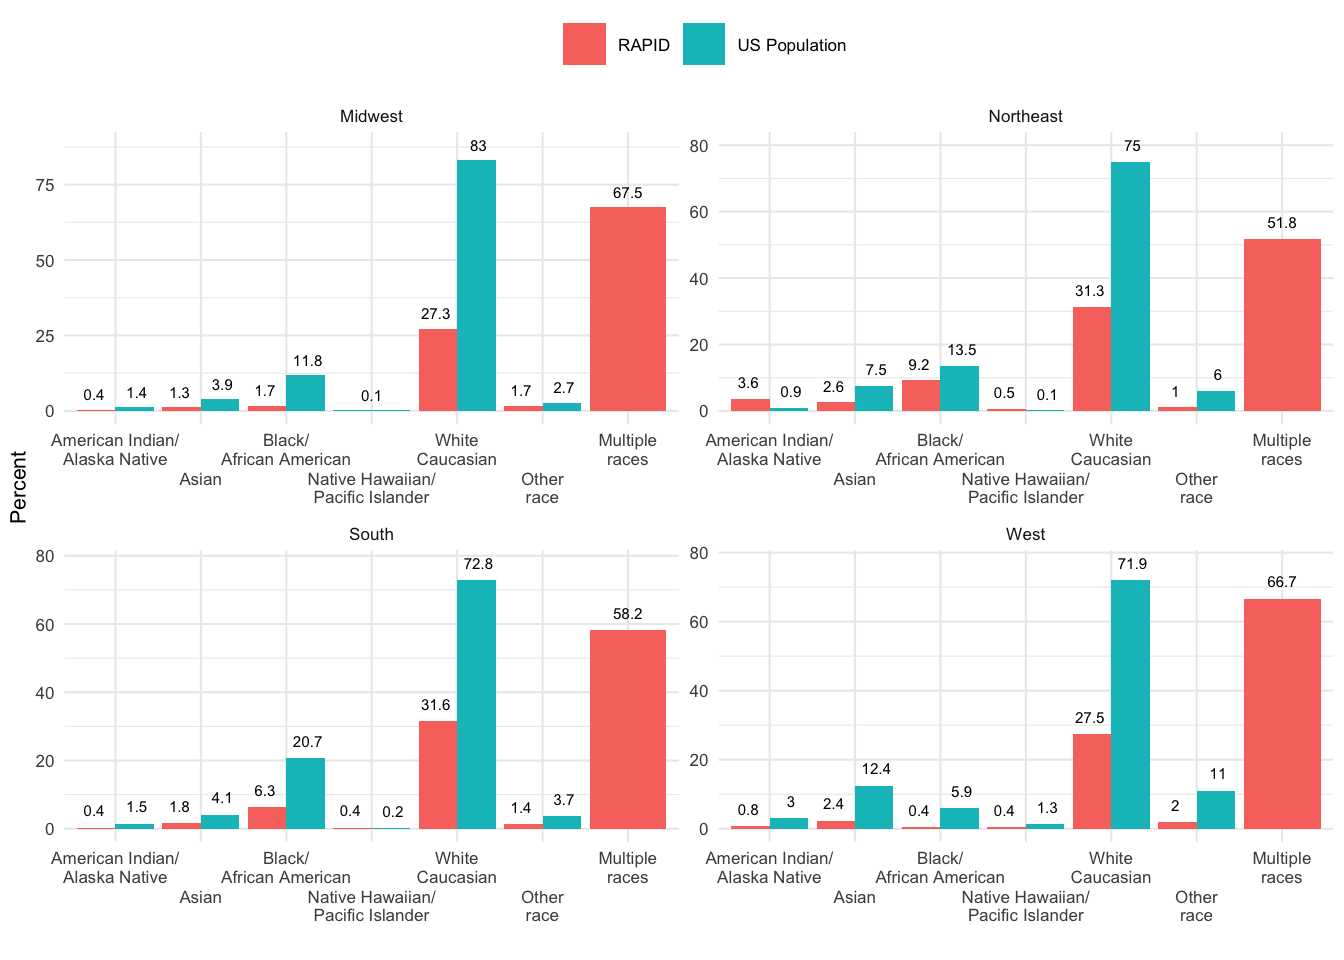 RAPID US Population
Percent
Midwest
75
50
25
0
0.4 1.4 1.3 3.9 1.7 11.8 0.1 27.3 83 1.7 2.7 67.5
American Indian/ Black/ White Multiple
Alaska Native African American Caucasian races
Asian Native Hawaiian/ Other
Pacific Islander race
Northeast
80
60
40
20
0
3.6 0.9 2.6 7.5 9.2 13.5 0.5 0.1 31.3 75 1 6 51.8
American Indian/ Black/ White Multiple
Alaska Native African American Caucasian races
Asian Native Hawaiian/ Other
Pacific Islander race
South
80
60
40
20
0
0.4 1.5 1.8 4.1 6.3 20.7 0.4 0.2 31.6 72.8 1.4 3.7 58.2
American Indian/ Black/ White Multiple
Alaska Native African American Caucasian races
Asian Native Hawaiian/ Other
Pacific Islander race
West
80
60
40
20
0
0.8 3 2.4 12.4 0.4 5.9 0.4 1.3 27.5 71.9 2 11 66.7
American Indian/ Black/ White Multiple
Alaska Native African American Caucasian races
Asian Native Hawaiian/ Other
Pacific Islander race